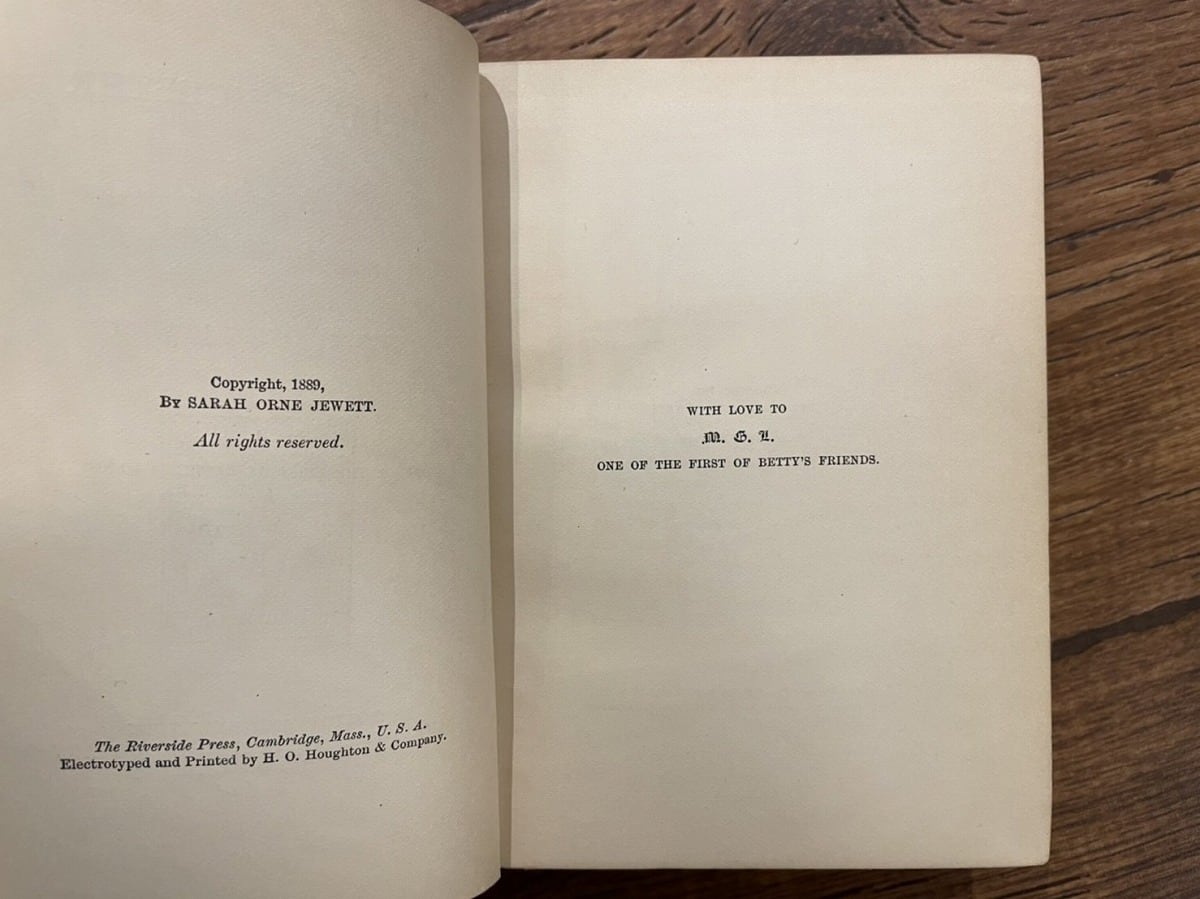 Copyright, 1889,
By SARAH ORNE JEWETT.
All rights reserved.
The Riverside Press, Cambridge, Mass., U. S. A.
Electrotyped and Printed by H. O. Houghton & Company.
WITH LOVE TO
M. G. L.
ONE OF THE FIRST OF BETTY'S FRIENDS.